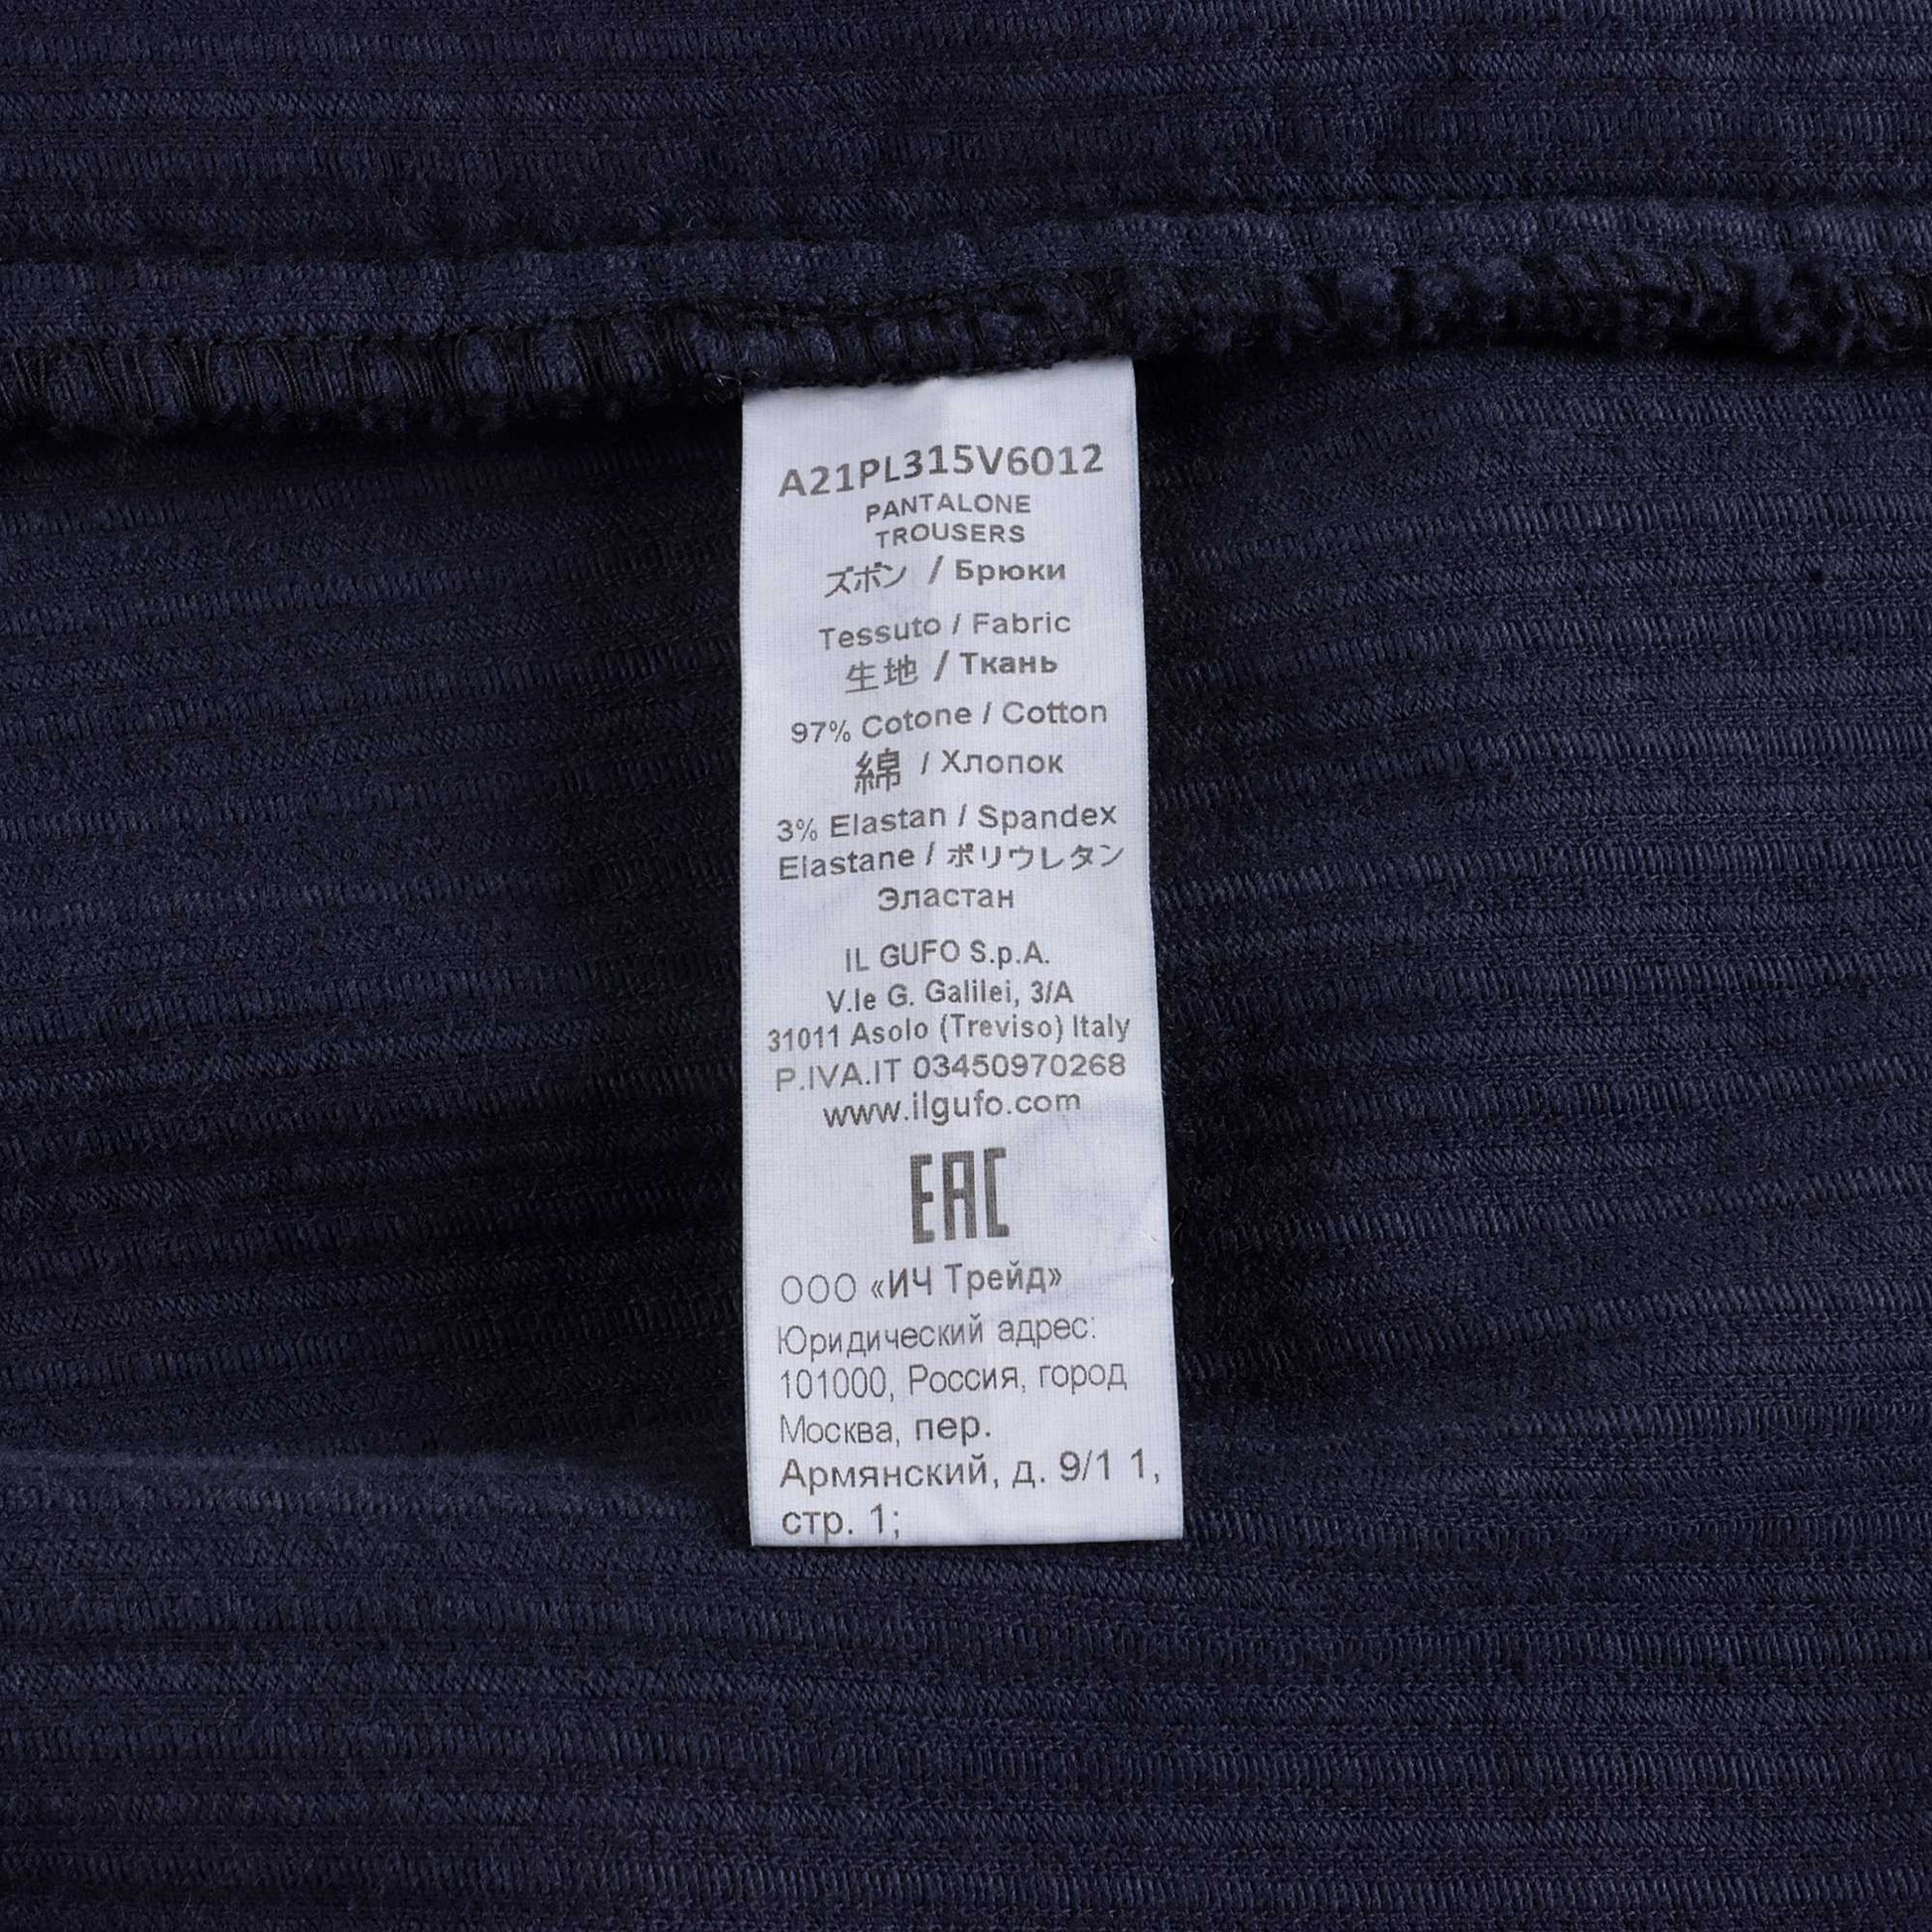 A21PL315V6012
PANTALONE
TROUSERS
ズボン / Брюки
Tessuto / Fabric
生地 / Ткань
97% Cotone / Cotton
綿 / Хлопок
3% Elastan / Spandex
Elastane / ポリウレタン
Эластан
IL GUFO S.p.A.
V.le G. Galilei, 3/A
31011 Asolo (Treviso) Italy
P.IVA.IT 03450970268
www.ilgufo.com
EAC
ООО «ИЧ Трейд»
Юридический адрес:
101000, Россия, город
Москва, пер.
Армянский, д. 9/1 1,
стр. 1;